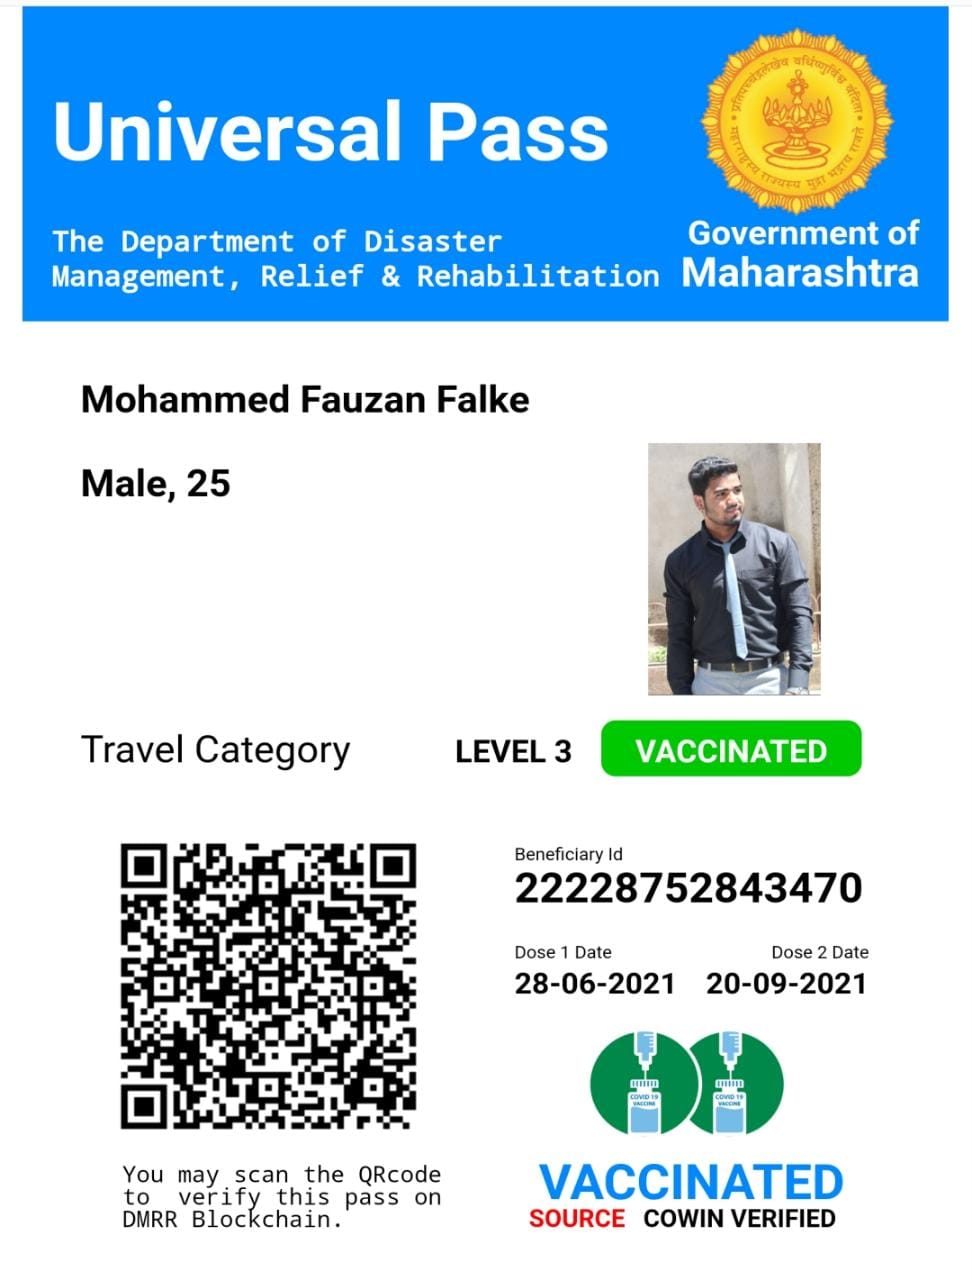 Universal Pass
The Department of Disaster
Management, Relief & Rehabilitation
प्रतिपच्चंद्रलेखेव वर्धिष्णुर्विश्व वंदिता
महाराष्ट्रस्य राज्यस्य मुद्रा भद्राय राजते
Government of
Maharashtra
Mohammed Fauzan Falke
Male, 25
Travel Category
LEVEL 3
VACCINATED
Beneficiary Id
22228752843470
Dose 1 Date
Dose 2 Date
28-06-2021
20-09-2021
COVID 19
VACCINE
COVID 19
VACCINE
You may scan the QRcode
to verify this pass on
DMRR Blockchain.
VACCINATED
SOURCE COWIN VERIFIED